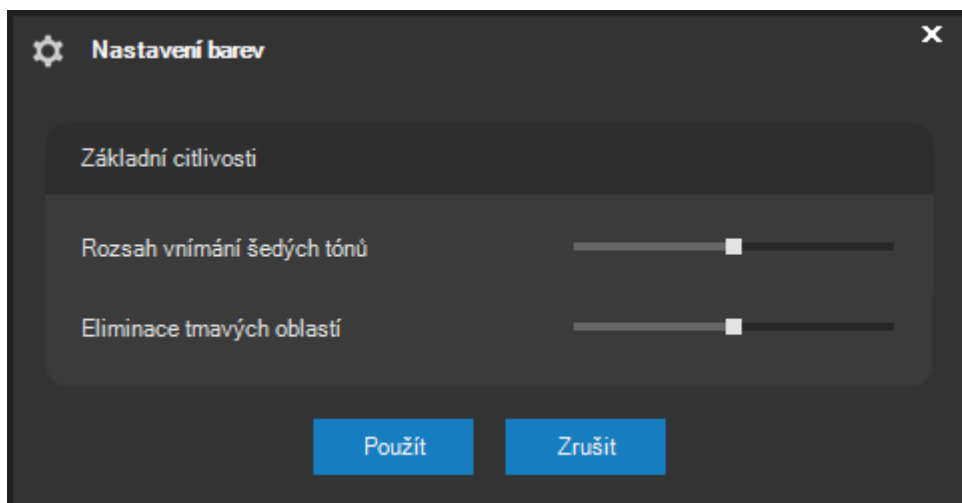 Nastavení barev
Základní citlivosti
Rozsah vnímání šedých tónů
Eliminace tmavých oblastí
Použít
Zrušit